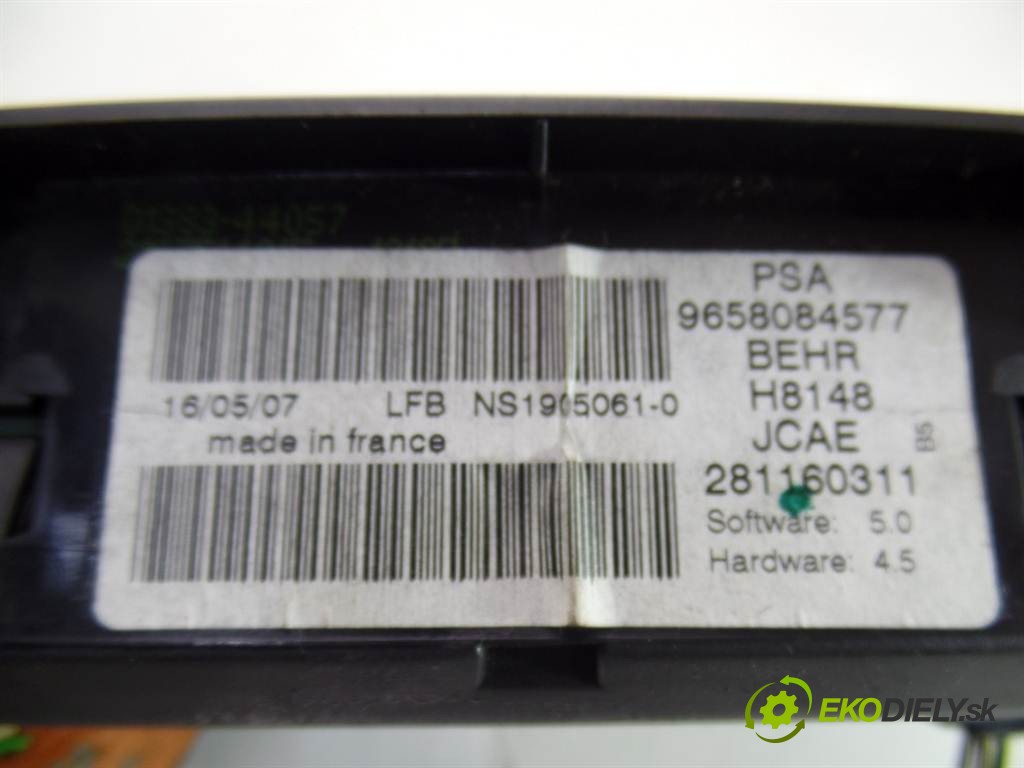 PSA
9658084577
BEHR
H8148
JCAE
B5
281160311
Software: 5.0
Hardware: 4.5
16/05/07 LFB NS1905061-0
made in france
EKODIELY.sk